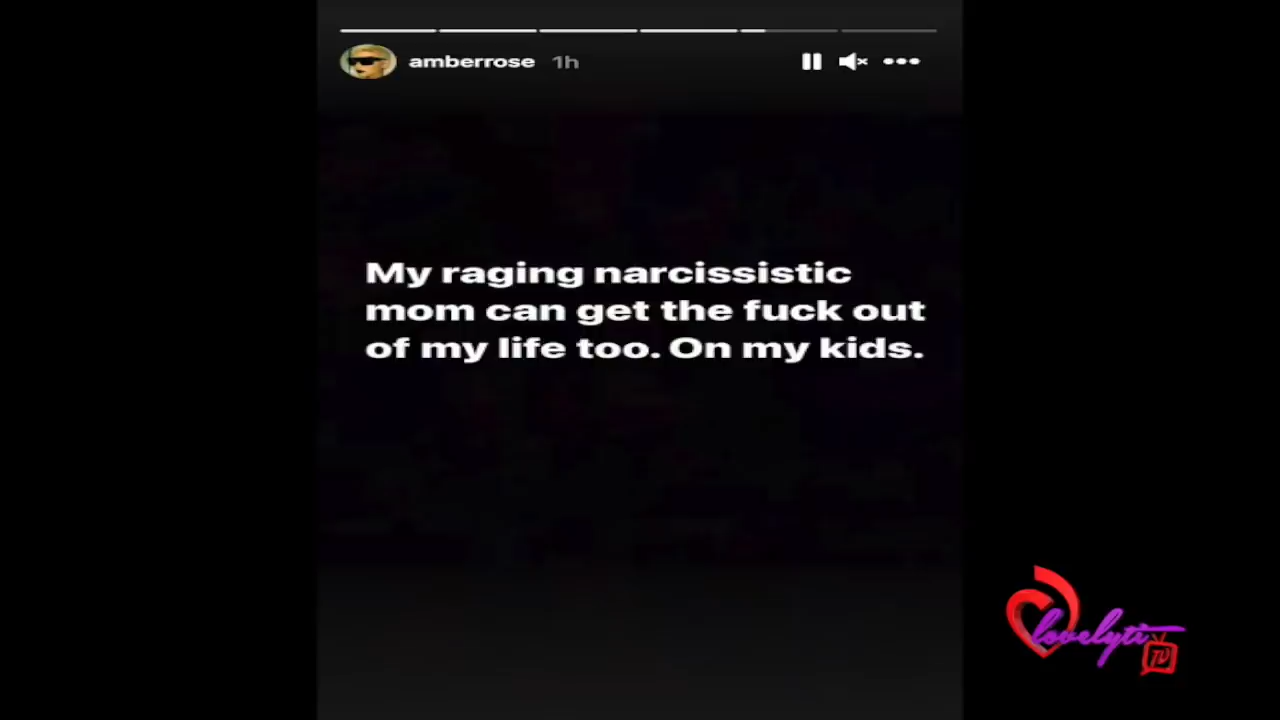 amberrose 1h
My raging narcissistic
mom can get the fuck out
of my life too. On my kids.
lovelyti
TV